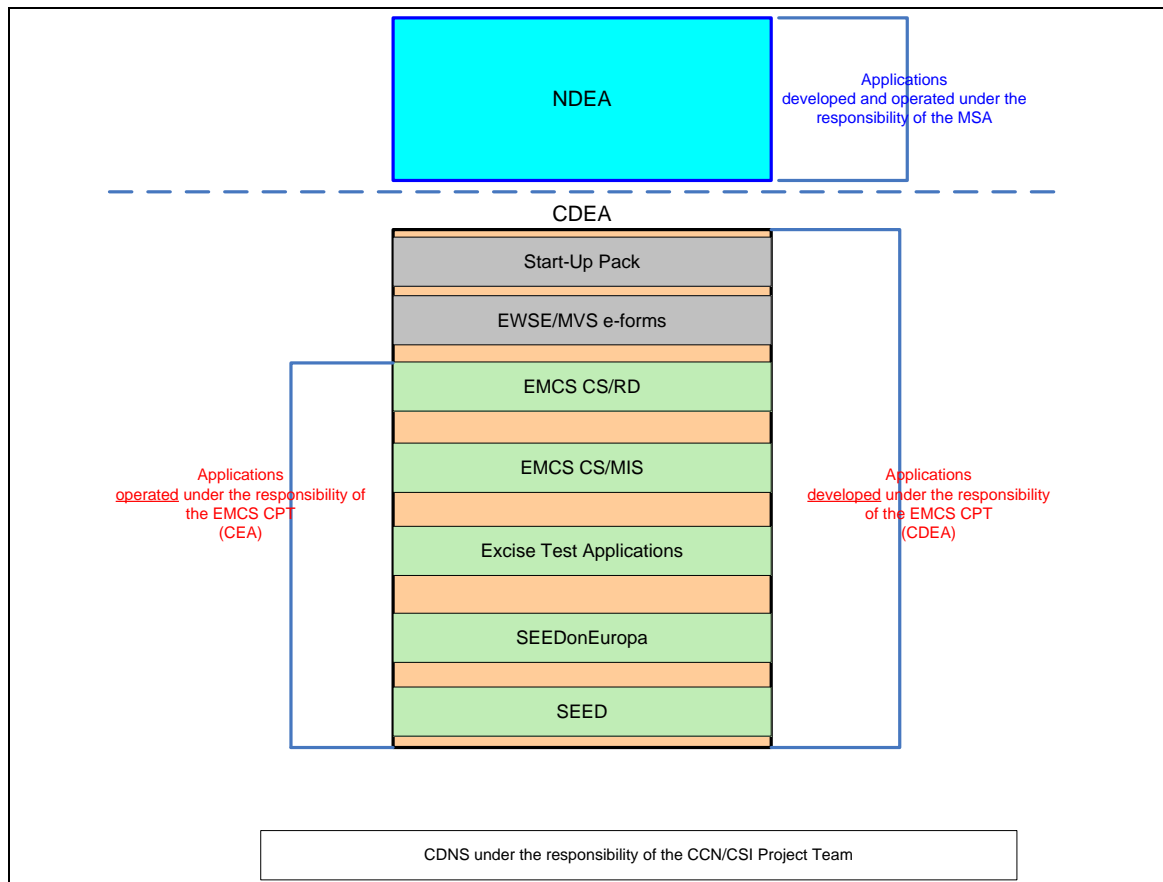 NDEA
Applications
developed and operated under the
responsibility of the MSA
CDEA
Start-Up Pack
EWSE/MVS e-forms
EMCS CS/RD
EMCS CS/MIS
Applications
operated under the responsibility of
the EMCS CPT
(CEA)
Applications
developed under the responsibility
of the EMCS CPT
(CDEA)
Excise Test Applications
SEEDonEuropa
SEED
CDNS under the responsibility of the CCN/CSI Project Team